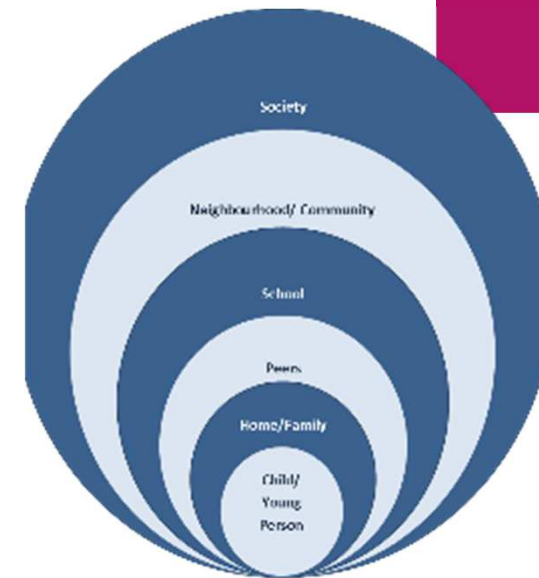 Society
Neighbourhood/ Community
School
Peers
Home/Family
Child/
Young
Person